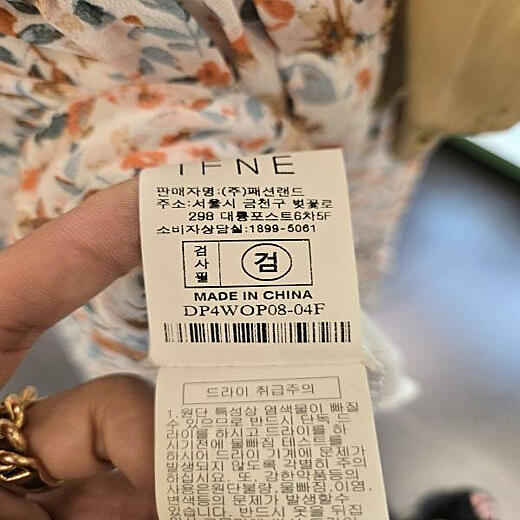 IFNE
판매자명:(주)패션랜드
주소:서울시 금천구 벚꽃로
298 대륭포스트6차5F
소비자상담실:1899-5061
검사필 검
MADE IN CHINA
DP4WOP08-04F
드라이 취급주의
1.원단 특성상 염색물이 빠질
수 있으므로 반드시 단독 드
라이를 하시고 드라이를 하
시기전에 물빠짐 테스트를
하시어 드라이 기계에 문제가
발생되지 않도록 각별히 주의
하십시요. 또, 강한약품등의
사용은원단불량, 물빠짐,이염.
변색등의 문제가 발생할수
있습니다. 반드시 옷을 뒤집